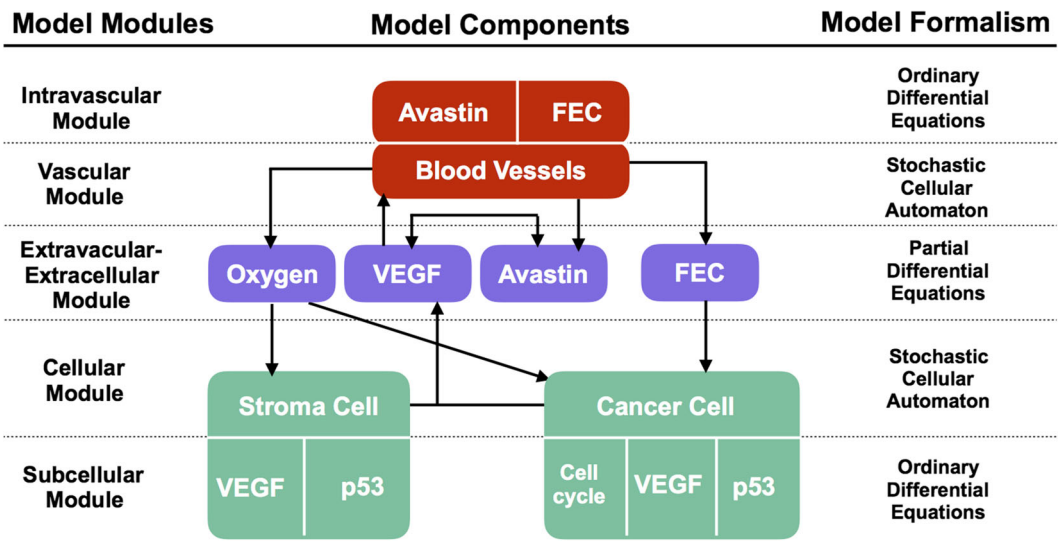 Model Modules
Model Components
Model Formalism
Intravascular
Module
Avastin
FEC
Ordinary
Differential
Equations
Vascular
Module
Blood Vessels
Stochastic
Cellular
Automaton
Extravacular-
Extracellular
Module
Oxygen
VEGF
Avastin
FEC
Partial
Differential
Equations
Cellular
Module
Stroma Cell
Cancer Cell
Stochastic
Cellular
Automaton
Subcellular
Module
VEGF
p53
Cell
cycle
VEGF
p53
Ordinary
Differential
Equations